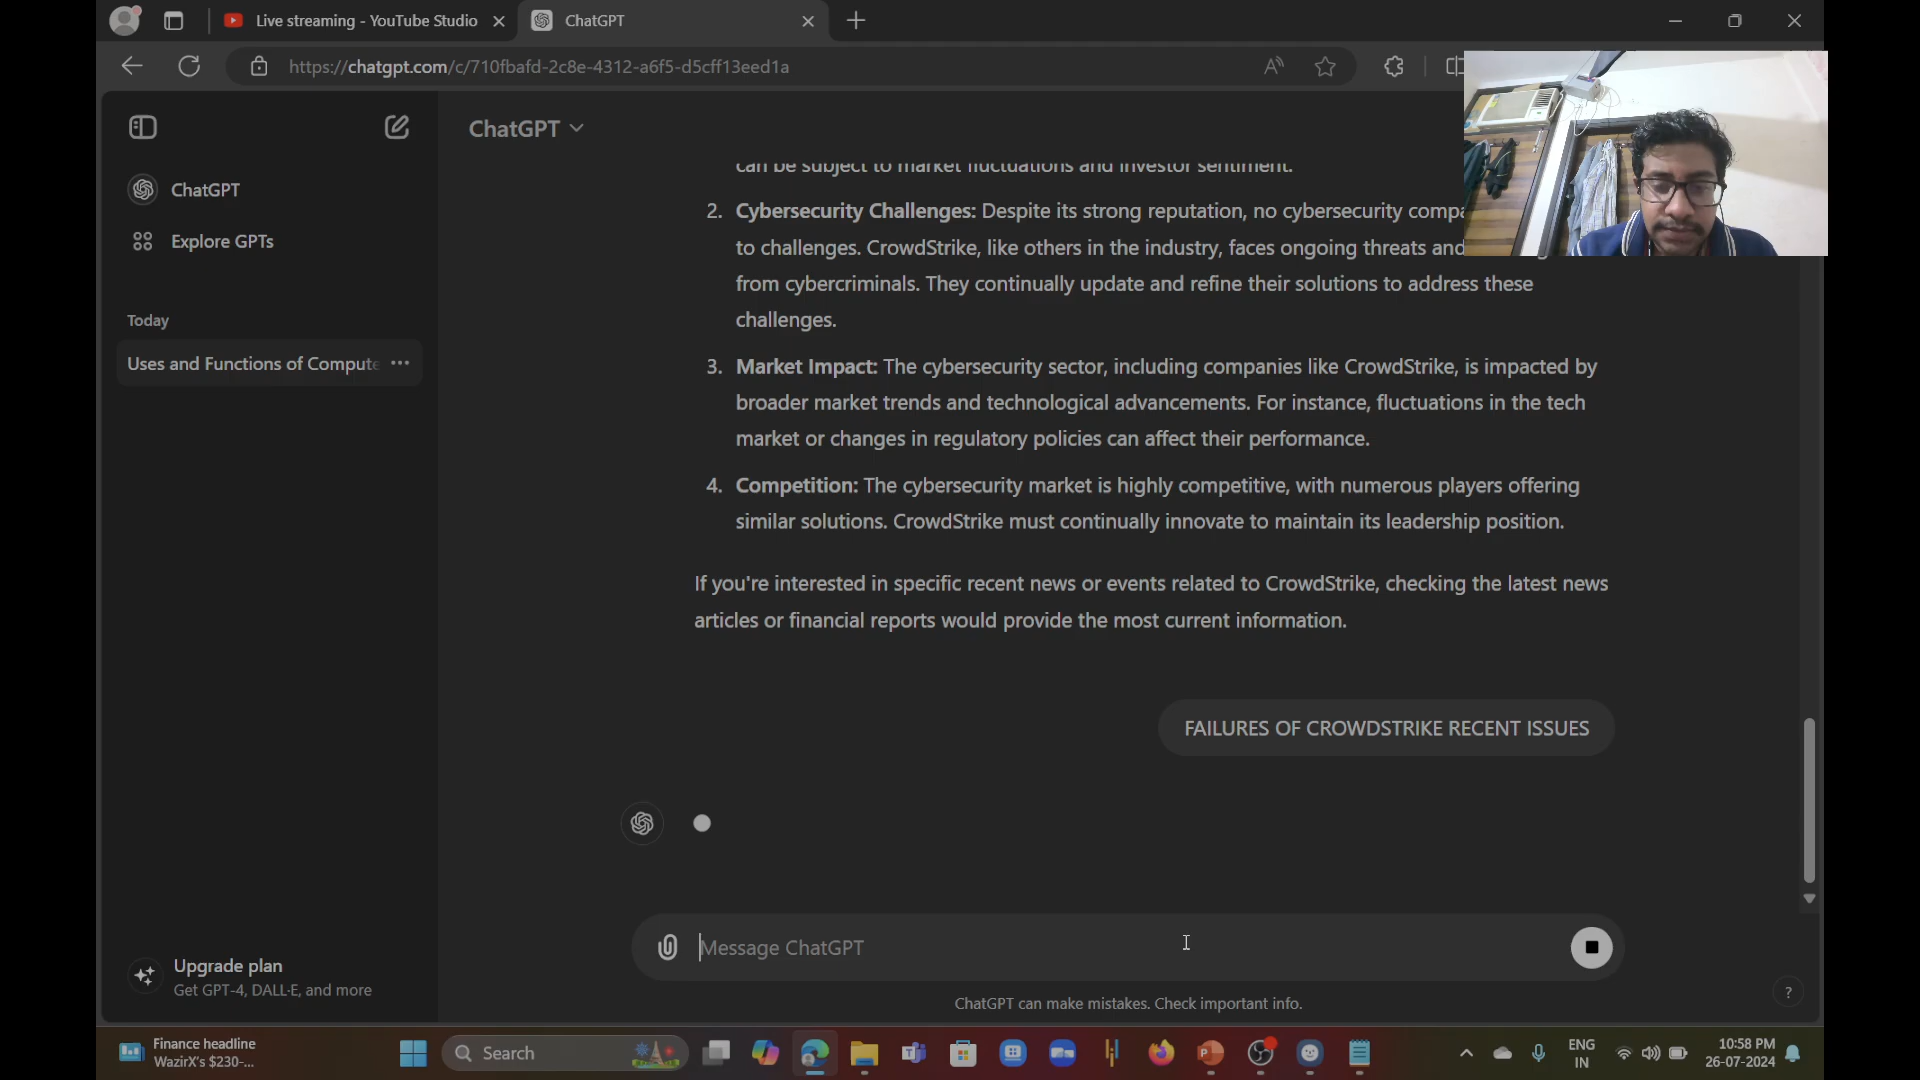 Live streaming - YouTube Studio
ChatGPT
https://chatgpt.com/c/710fbafd-2c8e-4312-a6f5-d5cff13eed1a
ChatGPT
Explore GPTs
Today
Uses and Functions of Compute
Upgrade plan
Get GPT-4, DALL·E, and more
ChatGPT
can be subject to market fluctuations and investor sentiment.
2. Cybersecurity Challenges: Despite its strong reputation, no cybersecurity compa
to challenges. CrowdStrike, like others in the industry, faces ongoing threats and
from cybercriminals. They continually update and refine their solutions to address these
challenges.
3. Market Impact: The cybersecurity sector, including companies like CrowdStrike, is impacted by
broader market trends and technological advancements. For instance, fluctuations in the tech
market or changes in regulatory policies can affect their performance.
4. Competition: The cybersecurity market is highly competitive, with numerous players offering
similar solutions. CrowdStrike must continually innovate to maintain its leadership position.
If you're interested in specific recent news or events related to CrowdStrike, checking the latest news
articles or financial reports would provide the most current information.
FAILURES OF CROWDSTRIKE RECENT ISSUES
Message ChatGPT
ChatGPT can make mistakes. Check important info.
?
Finance headline
WazirX's $230-...
Search
ENG
IN
10:58 PM
26-07-2024